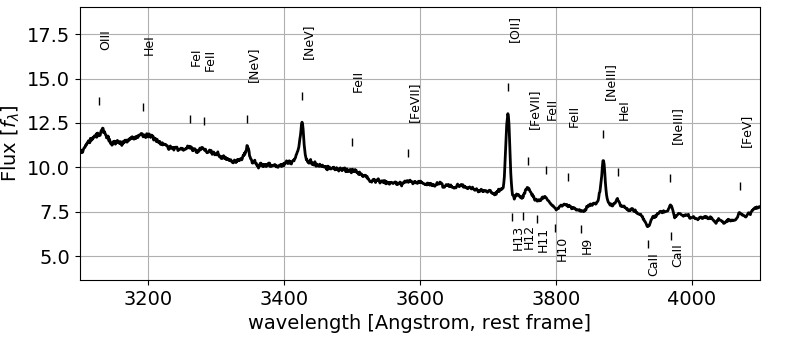 17.5
15.0
12.5
10.0
7.5
5.0
Flux [fλ]
OIII
HeI
FeI
FeII
[NeV]
[NeV]
FeII
[FeVII]
[OII]
[FeVII]
FeII
FeII
[NeIII]
HeI
[NeIII]
[FeV]
H13
H12
H11
H10
H9
CaII
CaII
3200
3400
3600
3800
4000
wavelength [Angstrom, rest frame]